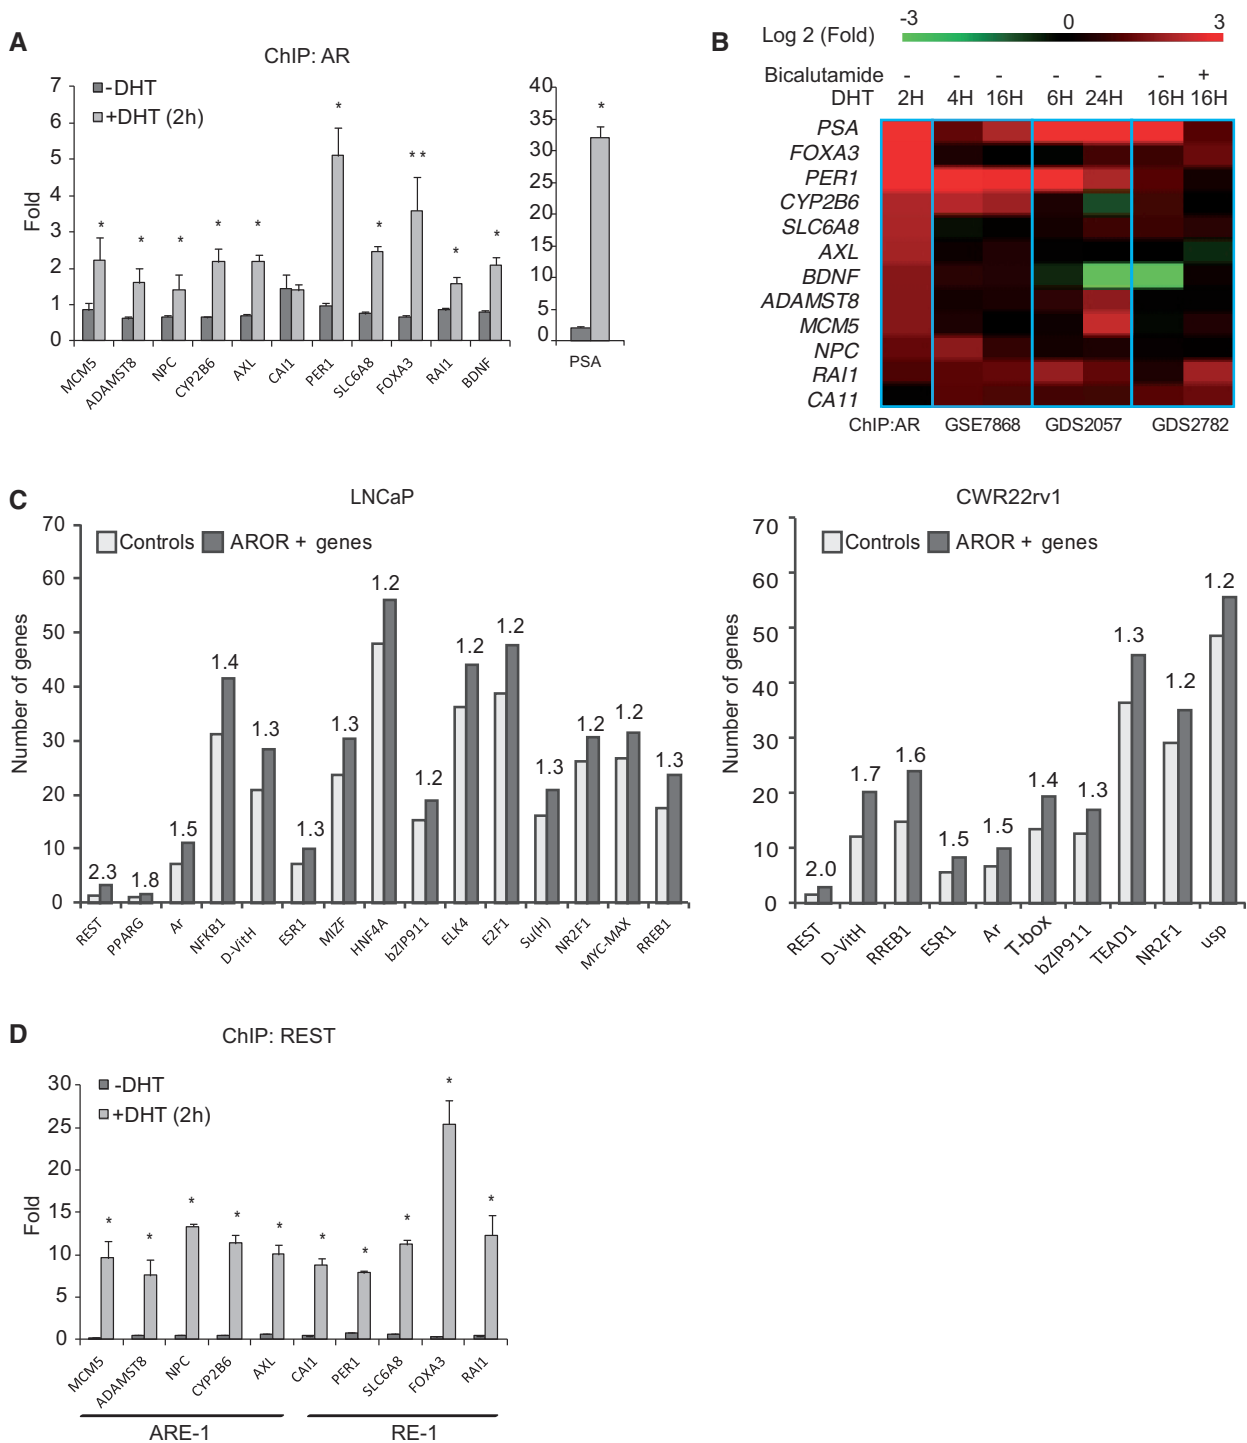 A
ChIP: AR
-DHT
+DHT (2h)
Fold
7
6
5
4
3
2
1
0
* * * * * * * ** * *
MCM5 ADAMST8 NPC CYP2B6 AXL CAI1 PER1 SLC6A8 FOXA3 RAI1 BDNF
40
35
30
25
20
15
10
5
0
*
PSA
B
Log 2 (Fold)
-3 0 3
Bicalutamide - - - - - - +
DHT 2H 4H 16H 6H 24H 16H 16H
PSA
FOXA3
PER1
CYP2B6
SLC6A8
AXL
BDNF
ADAMST8
MCM5
NPC
RAI1
CA11
ChIP:AR GSE7868 GDS2057 GDS2782
C
LNCaP
Controls AROR + genes
Number of genes
70
60
50
40
30
20
10
0
2.3 1.8 1.5 1.4 1.3 1.3 1.3 1.2 1.2 1.2 1.2 1.3 1.2 1.2 1.3
REST PPARG Ar NFKB1 D-VitH ESR1 MIZF HNF4A bZIP911 ELK4 E2F1 Su(H) NR2F1 MYC-MAX RREB1
CWR22rv1
Controls AROR + genes
Number of genes
70
60
50
40
30
20
10
0
2.0 1.7 1.6 1.5 1.5 1.4 1.3 1.3 1.2 1.2
REST D-VitH RREB1 ESR1 Ar T-box bZIP911 TEAD1 NR2F1 usp
D
ChIP: REST
-DHT
+DHT (2h)
Fold
30
25
20
15
10
5
0
* * * * * * * * * *
MCM5 ADAMST8 NPC CYP2B6 AXL CAI1 PER1 SLC6A8 FOXA3 RAI1
ARE-1 RE-1